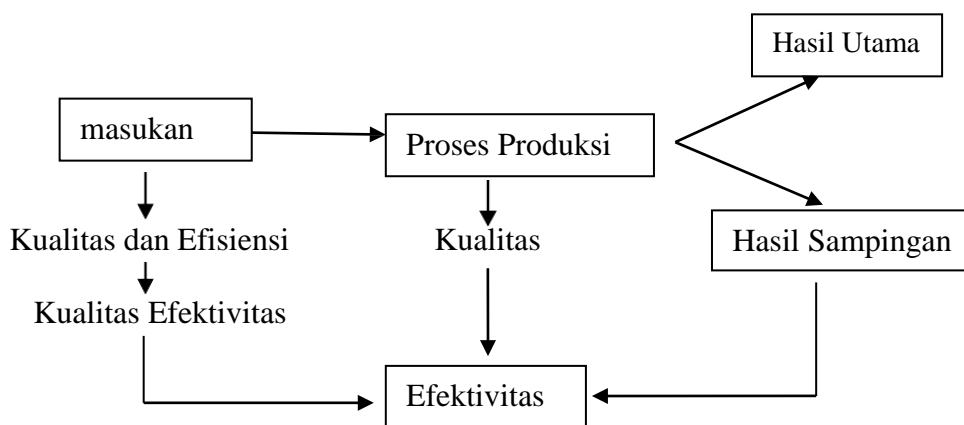 Hasil Utama
masukan
Proses Produksi
Kualitas dan Efisiensi
Kualitas
Hasil Sampingan
Kualitas Efektivitas
Efektivitas